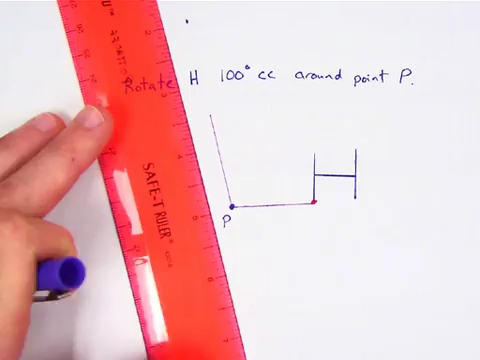 Rotate H 100° cc around point P.
H
P
SAFE-T RULER